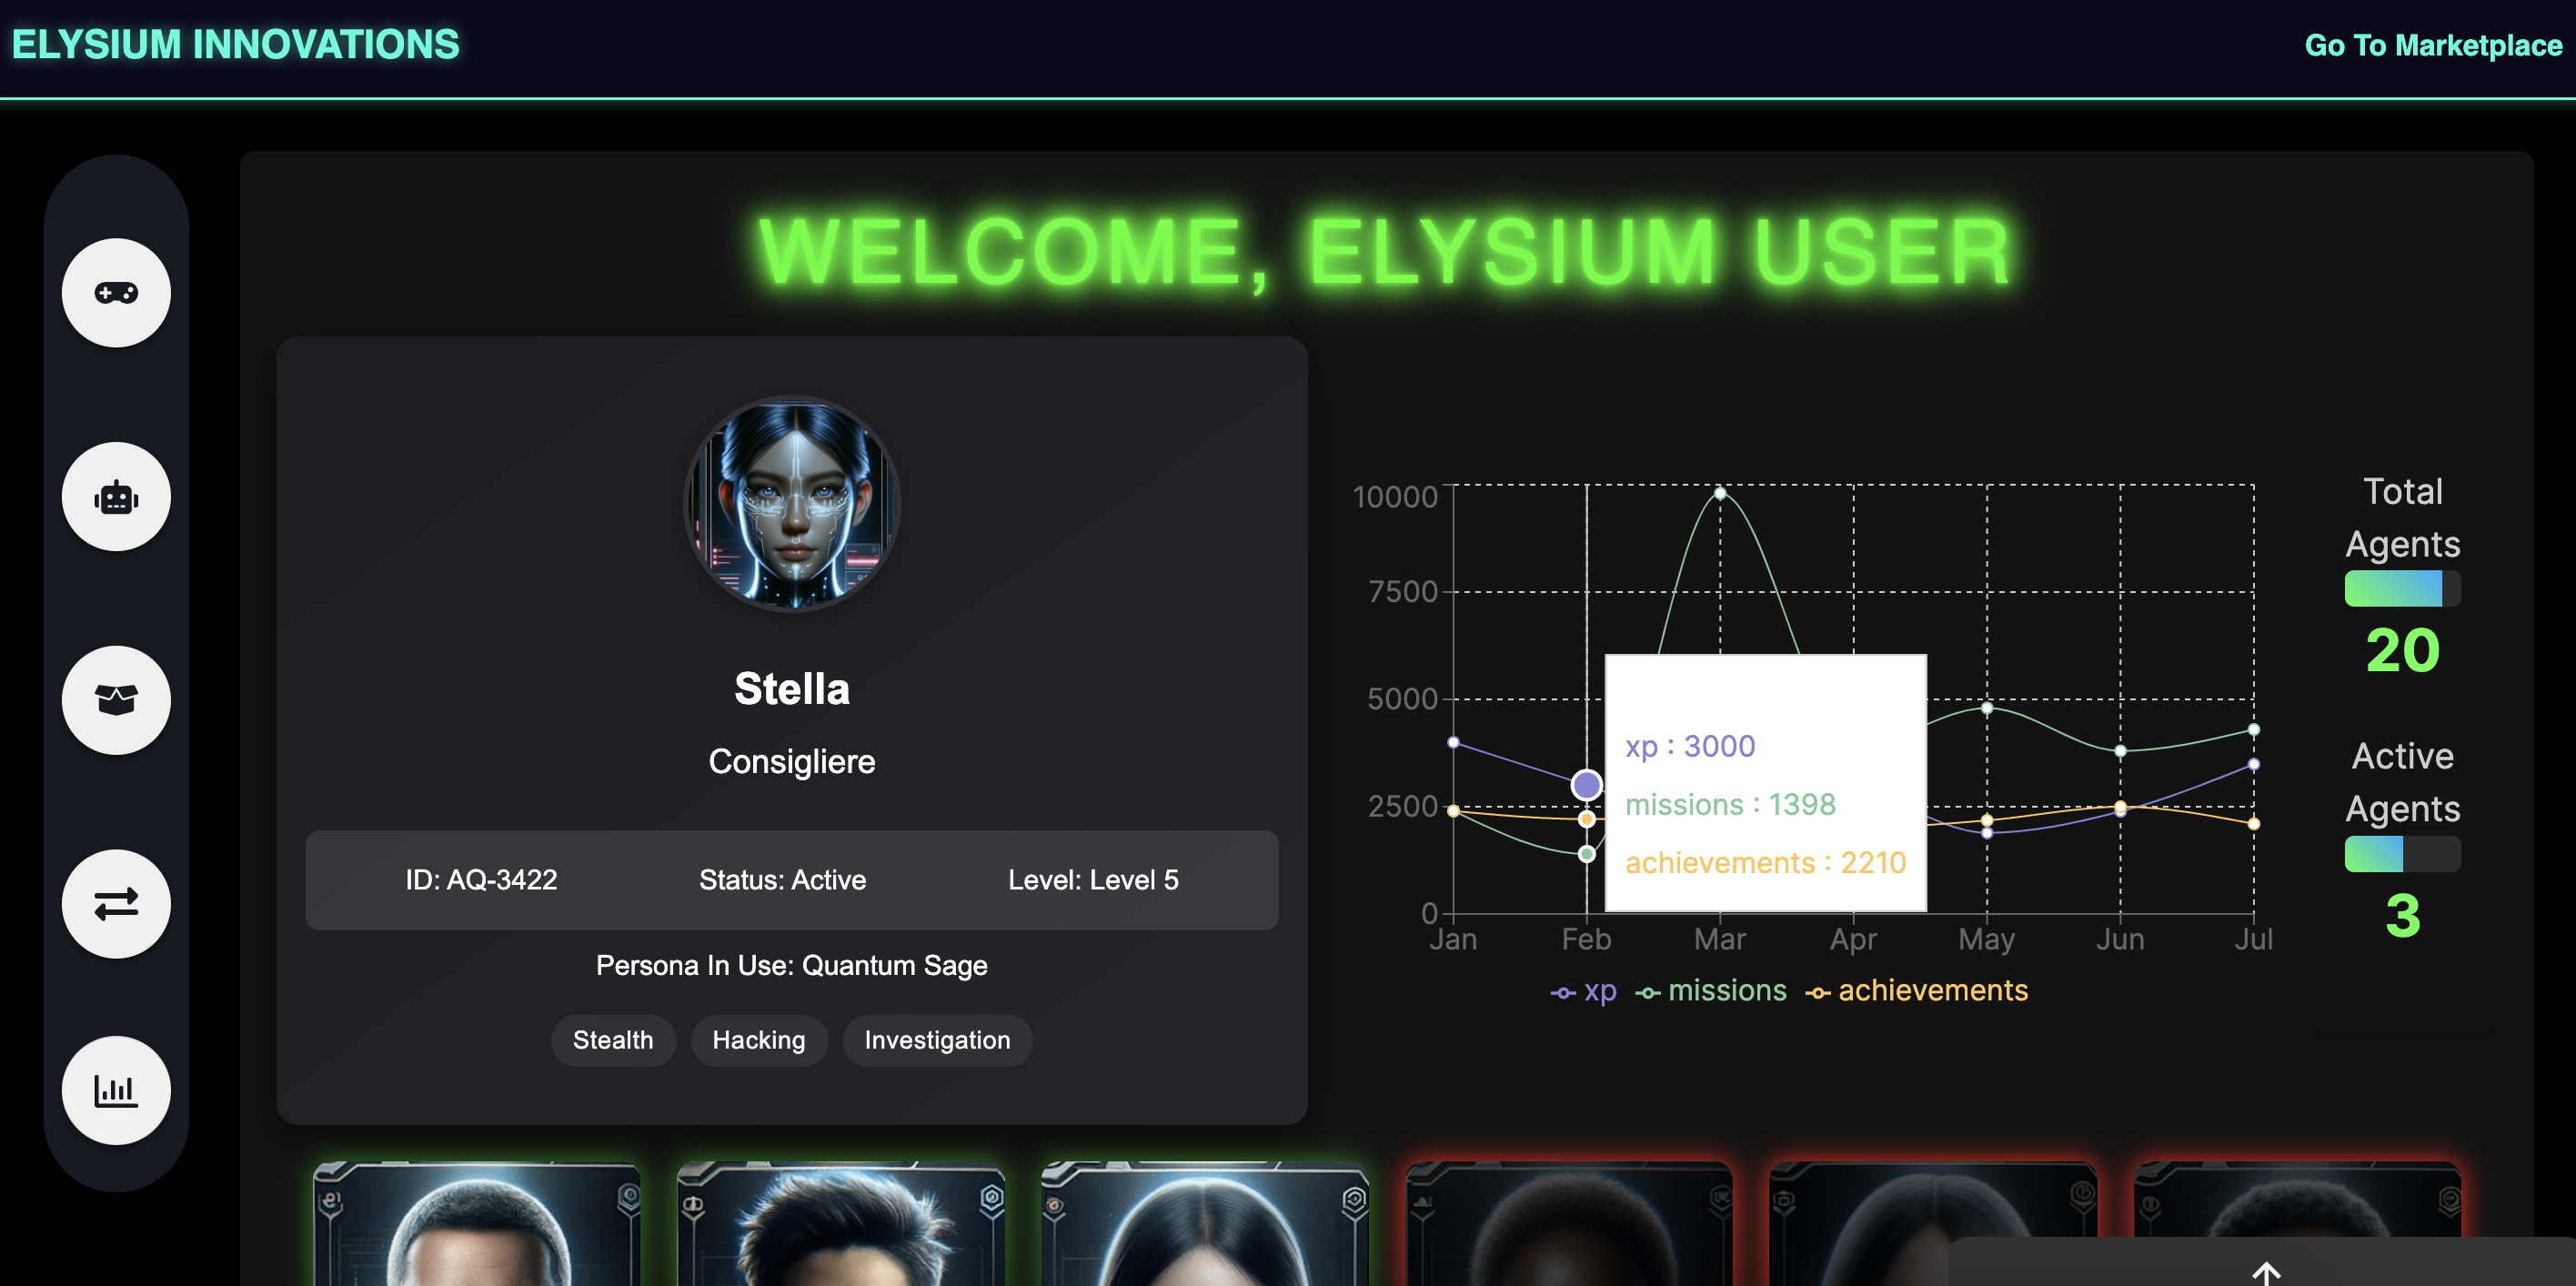 ELYSIUM INNOVATIONS
Go To Marketplace
WELCOME, ELYSIUM USER
Stella
Consigliere
ID: AQ-3422 Status: Active Level: Level 5
Persona In Use: Quantum Sage
Stealth Hacking Investigation
10000
7500
5000
2500
0
xp : 3000
missions : 1398
achievements : 2210
Jan Feb Mar Apr May Jun Jul
xp missions achievements
Total
Agents
20
Active
Agents
3